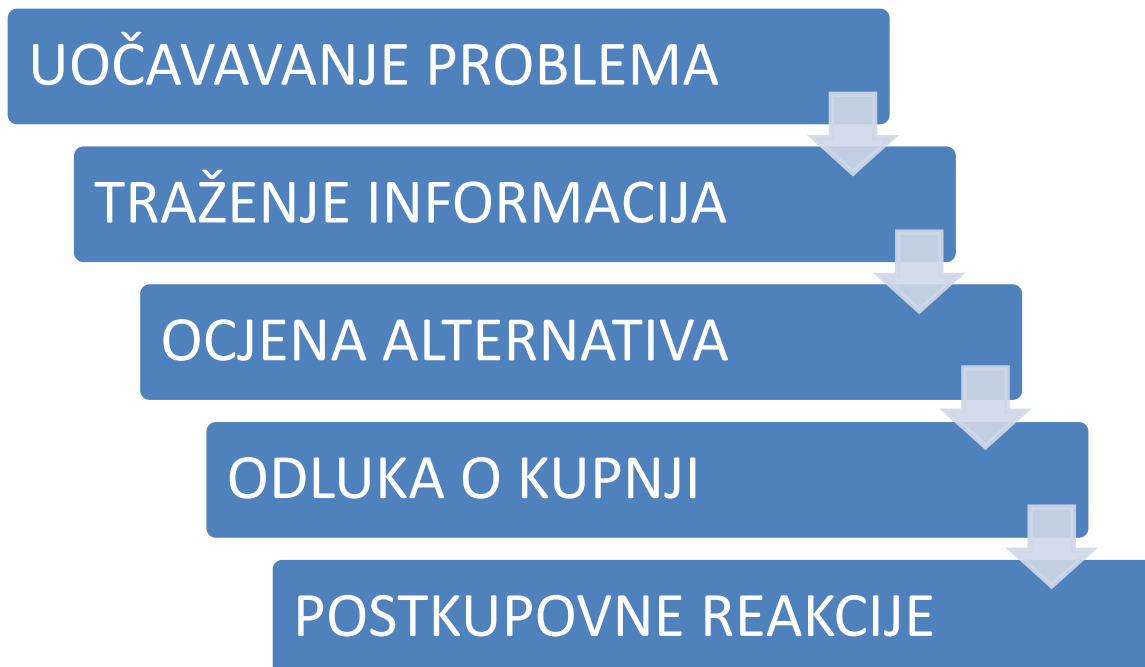 UOČAVAVANJE PROBLEMA
TRAŽENJE INFORMACIJA
OCJENA ALTERNATIVA
ODLUKA O KUPNJI
POSTKUPOVNE REAKCIJE